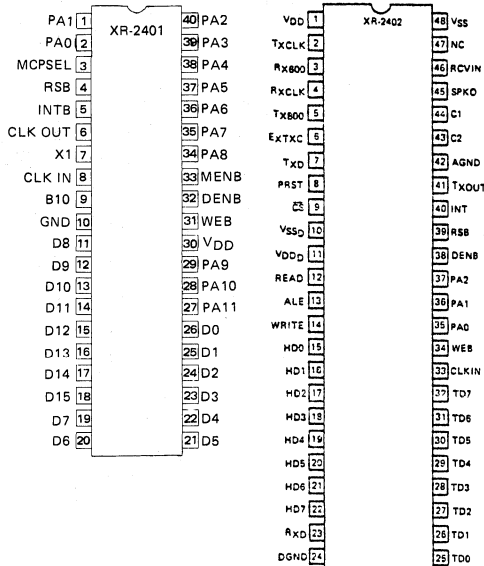 XR-2401
PA1 1 40 PA2
PA0 2 39 PA3
MCPSEL 3 38 PA4
RSB 4 37 PA5
INTB 5 36 PA6
CLK OUT 6 35 PA7
X1 7 34 PA8
CLK IN 8 33 MENB
B10 9 32 DENB
GND 10 31 WEB
D8 11 30 VDD
D9 12 29 PA9
D10 13 28 PA10
D11 14 27 PA11
D12 15 26 D0
D13 16 25 D1
D14 17 24 D2
D15 18 23 D3
D7 19 22 D4
D6 20 21 D5
XR-2402
VDD 1 48 VSS
TXCLK 2 47 NC
RX600 3 46 RCVIN
RXCLK 4 45 SPKO
TX600 5 44 C1
EXTXC 6 43 C2
TXD 7 42 AGND
PRST 8 41 TXOUT
CS 9 40 INT
VSSD 10 39 RSB
VDDD 11 38 DENB
READ 12 37 PA2
ALE 13 36 PA1
WRITE 14 35 PA0
HD0 15 34 WEB
HD1 16 33 CLKIN
HD2 17 32 TD7
HD3 18 31 TD6
HD4 19 30 TD5
HD5 20 29 TD4
HD6 21 28 TD3
HD7 22 27 TD2
RXD 23 26 TD1
DGND 24 25 TD0